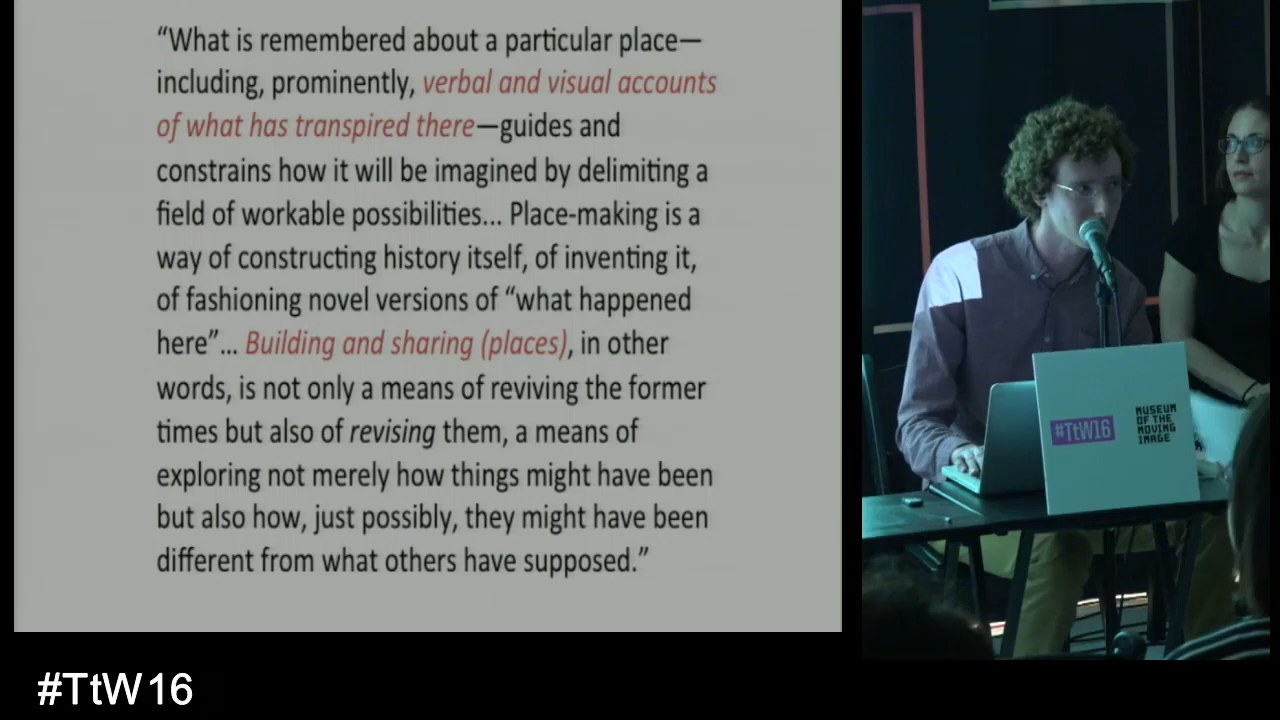 “What is remembered about a particular place—
including, prominently, verbal and visual accounts
of what has transpired there—guides and
constrains how it will be imagined by delimiting a
field of workable possibilities... Place-making is a
way of constructing history itself, of inventing it,
of fashioning novel versions of “what happened
here”... Building and sharing (places), in other
words, is not only a means of reviving the former
times but also of revising them, a means of
exploring not merely how things might have been
but also how, just possibly, they might have been
different from what others have supposed.”
#TtW16
MUSEUM
OF THE
MOVING
IMAGE
#TtW16